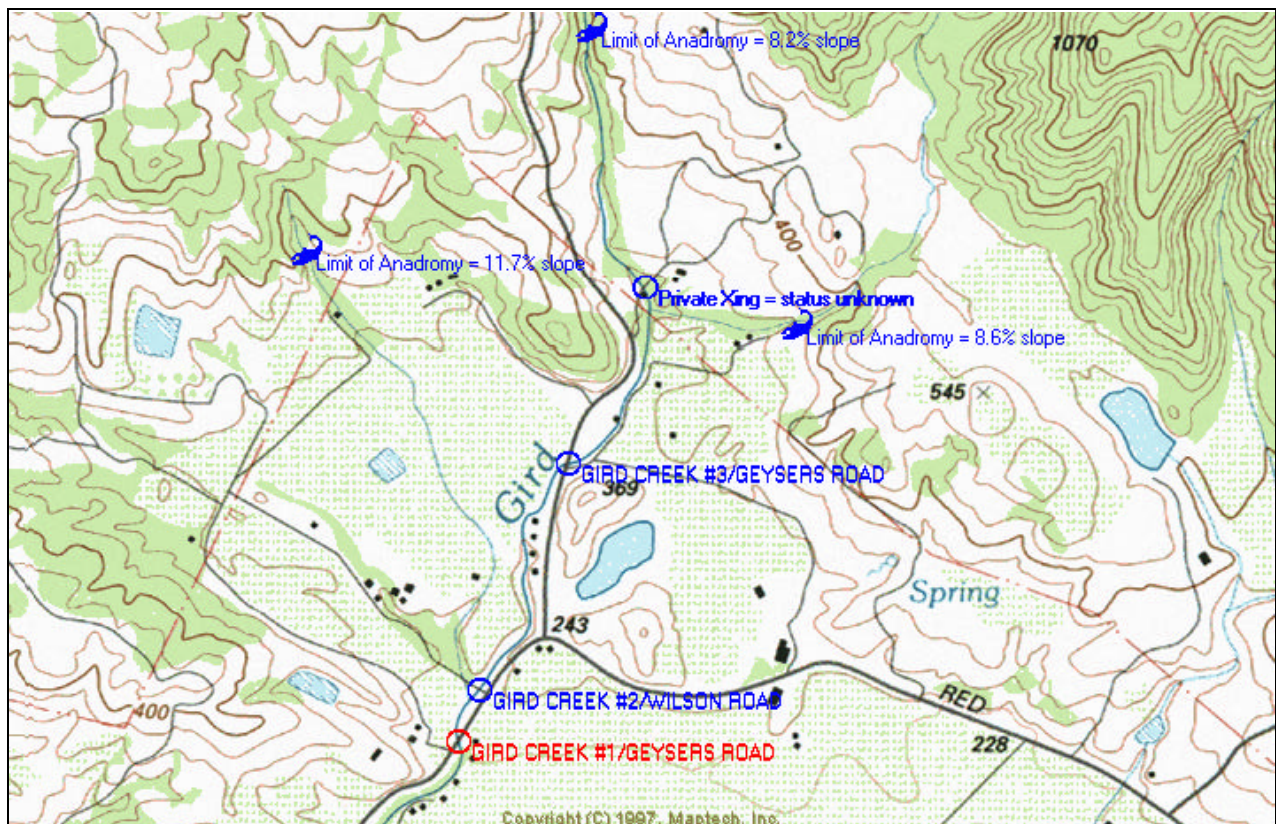 Limit of Anadromy = 8.2% slope
1070
400
Limit of Anadromy = 11.7% slope
Private Xing = status unknown
Limit of Anadromy = 8.6% slope
545
Gird
GIRD CREEK #3/GEYSERS ROAD
369
Spring
243
RED
GIRD CREEK #2/WILSON ROAD
400
GIRD CREEK #1/GEYSERS ROAD
228
Copyright (C) 1997, Maptech, Inc.